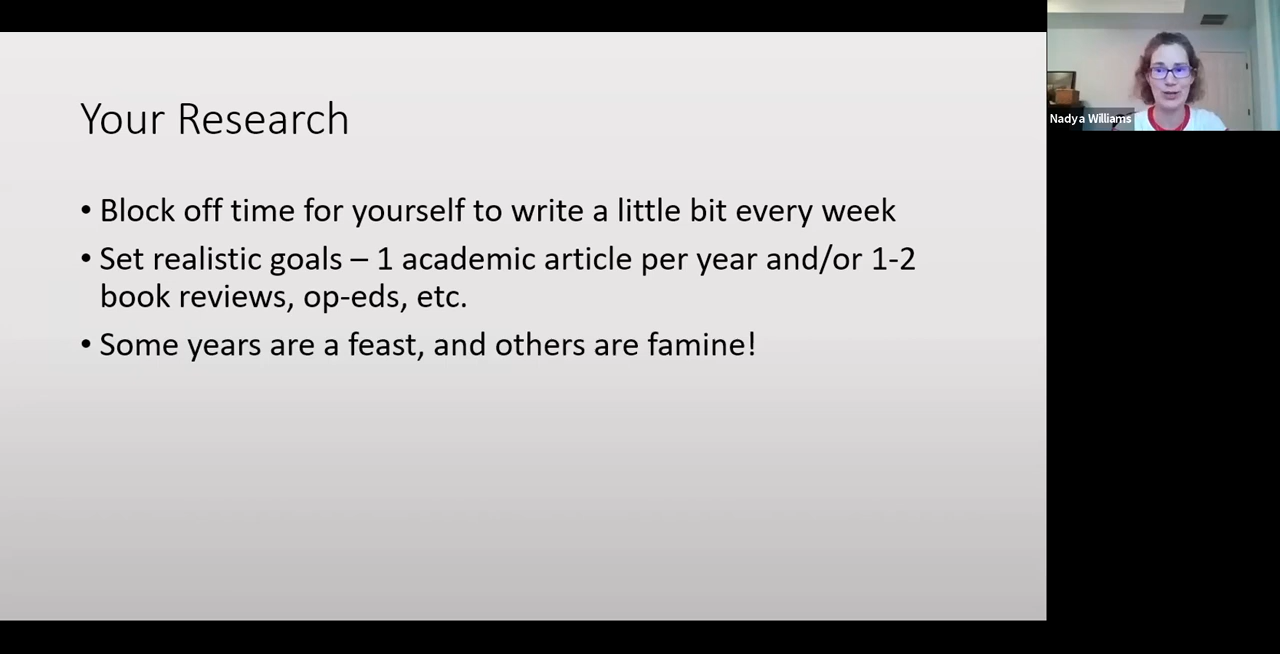 Your Research
• Block off time for yourself to write a little bit every week
• Set realistic goals – 1 academic article per year and/or 1-2
book reviews, op-eds, etc.
• Some years are a feast, and others are famine!
Nadya Williams